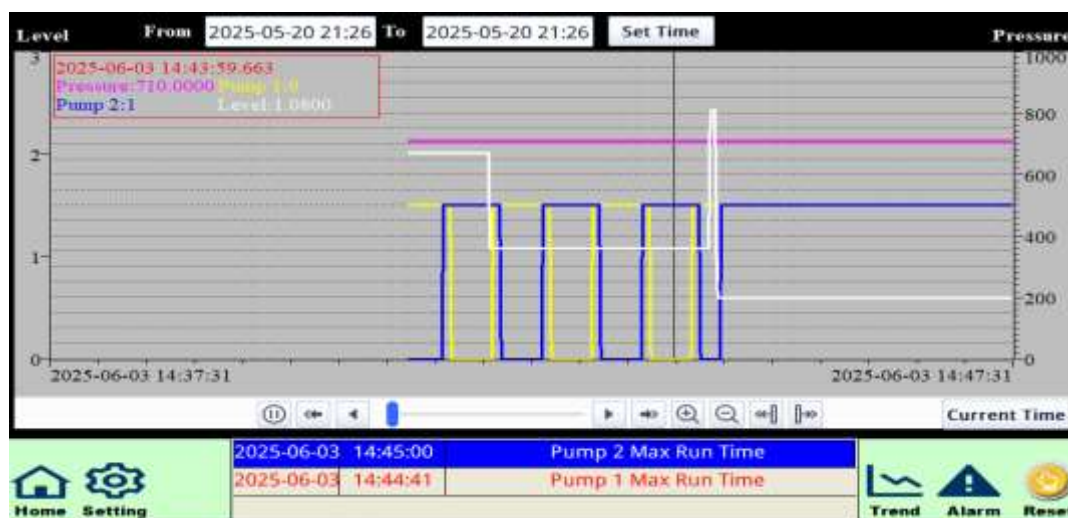 Level From 2025-05-20 21:26 To 2025-05-20 21:26 Set Time Pressure
2025-06-03 14:43:59.663
Pressure:710.0000 Pump 1:0
Pump 2:1 Level:1.0800
3
2
1
0
1000
800
600
400
200
0
2025-06-03 14:37:31 2025-06-03 14:47:31
Current Time
2025-06-03 14:45:00 Pump 2 Max Run Time
2025-06-03 14:44:41 Pump 1 Max Run Time
Home Setting Trend Alarm Reset